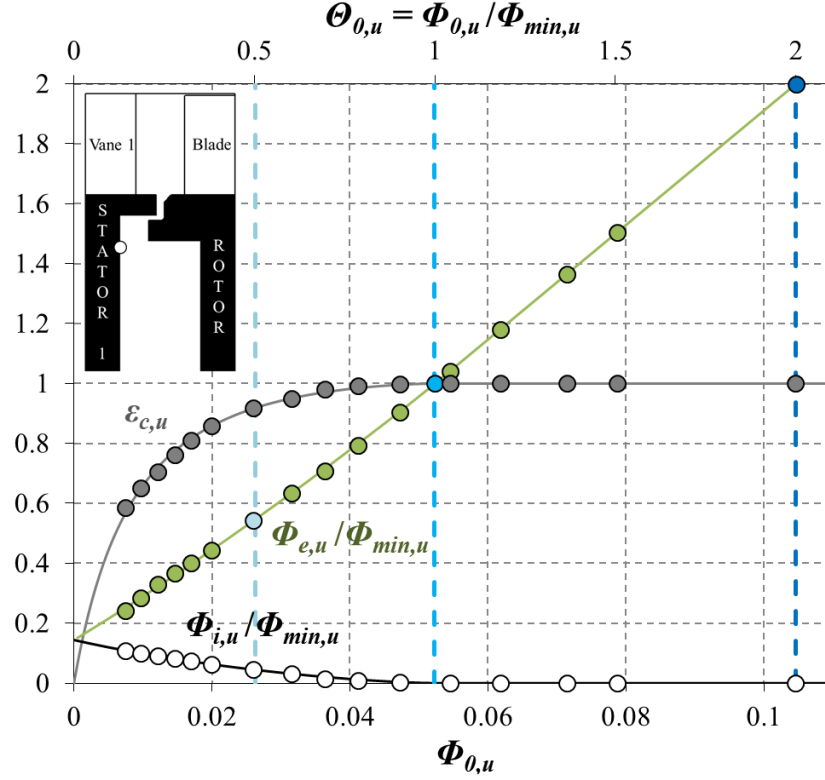 Θ0,u = Φ0,u/Φmin,u
0 0.5 1 1.5 2
2
1.8
1.6
1.4
1.2
1
0.8
0.6
0.4
0.2
0
Vane 1 Blade
STATOR 1
ROTOR
εc,u
Φe,u/Φmin,u
Φi,u/Φmin,u
0 0.02 0.04 0.06 0.08 0.1
Φ0,u